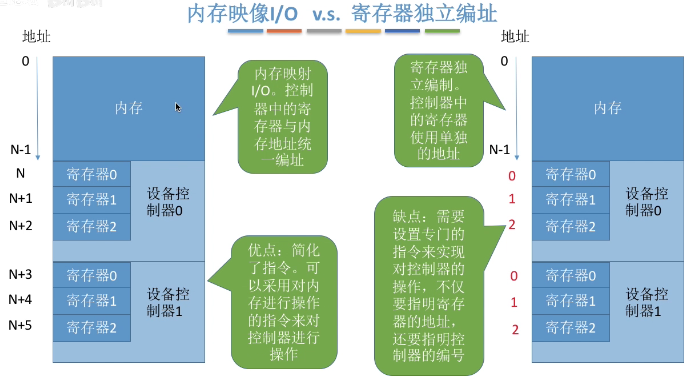 内存映像I/O v.s. 寄存器独立编址
地址
0
内存
N-1
N
寄存器0
N+1
寄存器1
N+2
寄存器2
设备控
制器0
N+3
寄存器0
N+4
寄存器1
N+5
寄存器2
设备控
制器1
内存映射
I/O。控制
器中的寄
存器与内
存地址统
一编址
优点：简化
了指令。可
以采用对内
存进行操作
的指令来对
控制器进行
操作
寄存器独
立编制。
控制器中
的寄存器
使用单独
的地址
缺点：需要
设置专门的
指令来实现
对控制器的
操作，不仅
要指明寄存
器的地址，
还要指明控
制器的编号
地址
0
内存
N-1
0
寄存器0
1
寄存器1
2
寄存器2
设备控
制器0
0
寄存器0
1
寄存器1
2
寄存器2
设备控
制器1